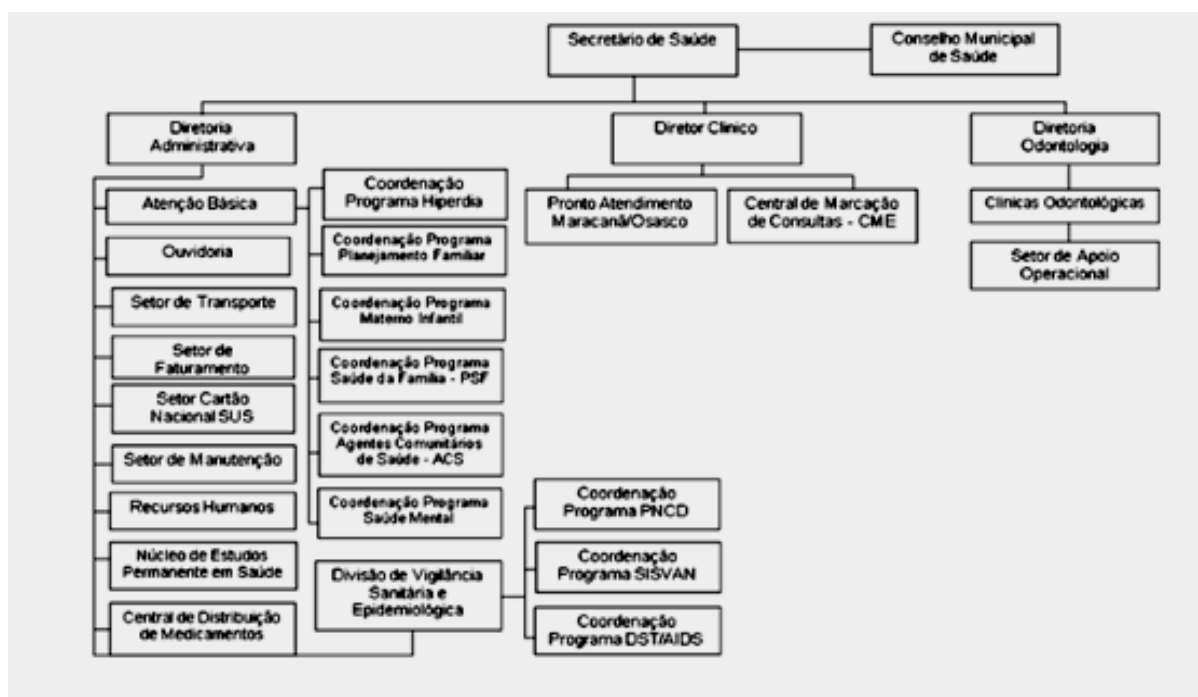 Secretário de Saúde
Conselho Municipal
de Saúde
Diretoria
Administrativa
Diretor Clínico
Diretoria
Odontologia
Atenção Básica
Ouvidoria
Setor de Transporte
Setor de
Faturamento
Setor Cartão
Nacional SUS
Setor de Manutenção
Recursos Humanos
Núcleo de Estudos
Permanente em Saúde
Central de Distribuição
de Medicamentos
Coordenação
Programa Hiperdia
Coordenação Programa
Planejamento Familiar
Coordenação Programa
Materno Infantil
Coordenação Programa
Saúde da Família - PSF
Coordenação Programa
Agentes Comunitários
de Saúde - ACS
Coordenação Programa
Saúde Mental
Divisão de Vigilância
Sanitária e
Epidemiológica
Coordenação
Programa PNCD
Coordenação
Programa SISVAN
Coordenação
Programa DST/AIDS
Pronto Atendimento
Maracanã/Osasco
Central de Marcação
de Consultas - CME
Clínicas Odontológicas
Setor de Apoio
Operacional